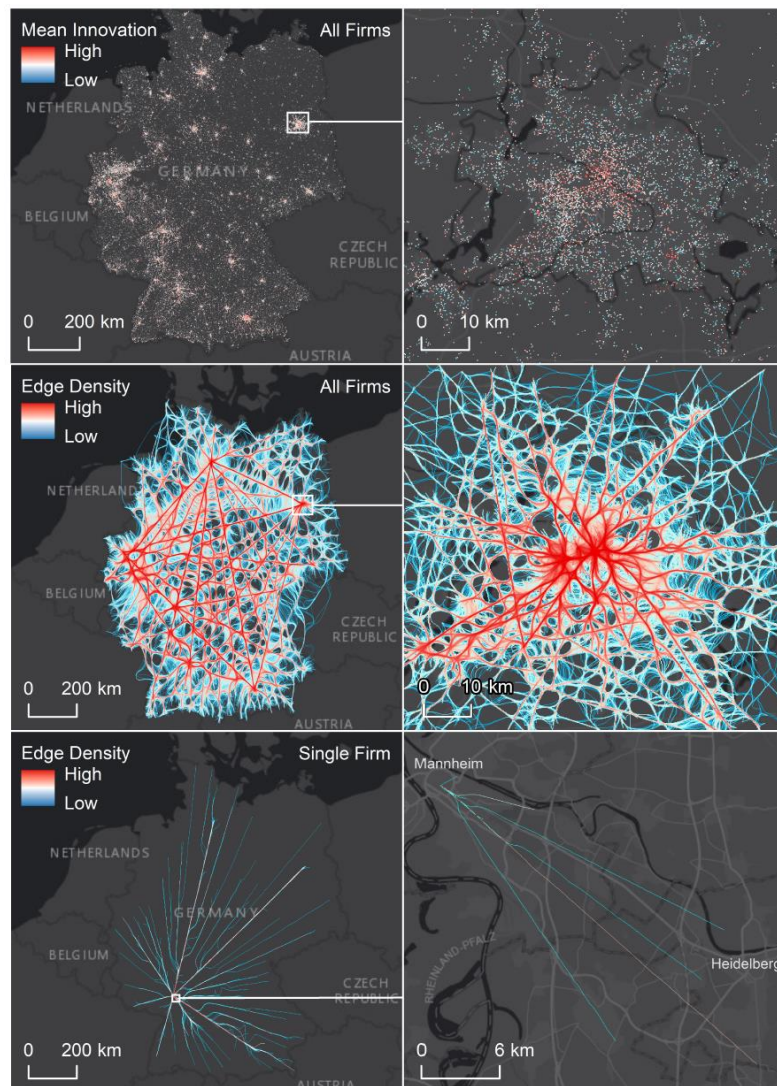 Mean Innovation
All Firms
High
Low
NETHERLANDS
GERMANY
BELGIUM
CZECH
REPUBLIC
AUSTRIA
0 200 km
0 10 km
Edge Density
All Firms
High
Low
NETHERLAND
BELGIUM
CZECH
REPUBLIC
AUSTRIA
0 200 km
0 10 km
Edge Density
Single Firm
High
Low
NETHERLANDS
GERMANY
BELGIUM
CZECH
REPUBLIC
AUSTRIA
0 200 km
Mannheim
RHEINLAND-PFALZ
Heidelberg
0 6 km